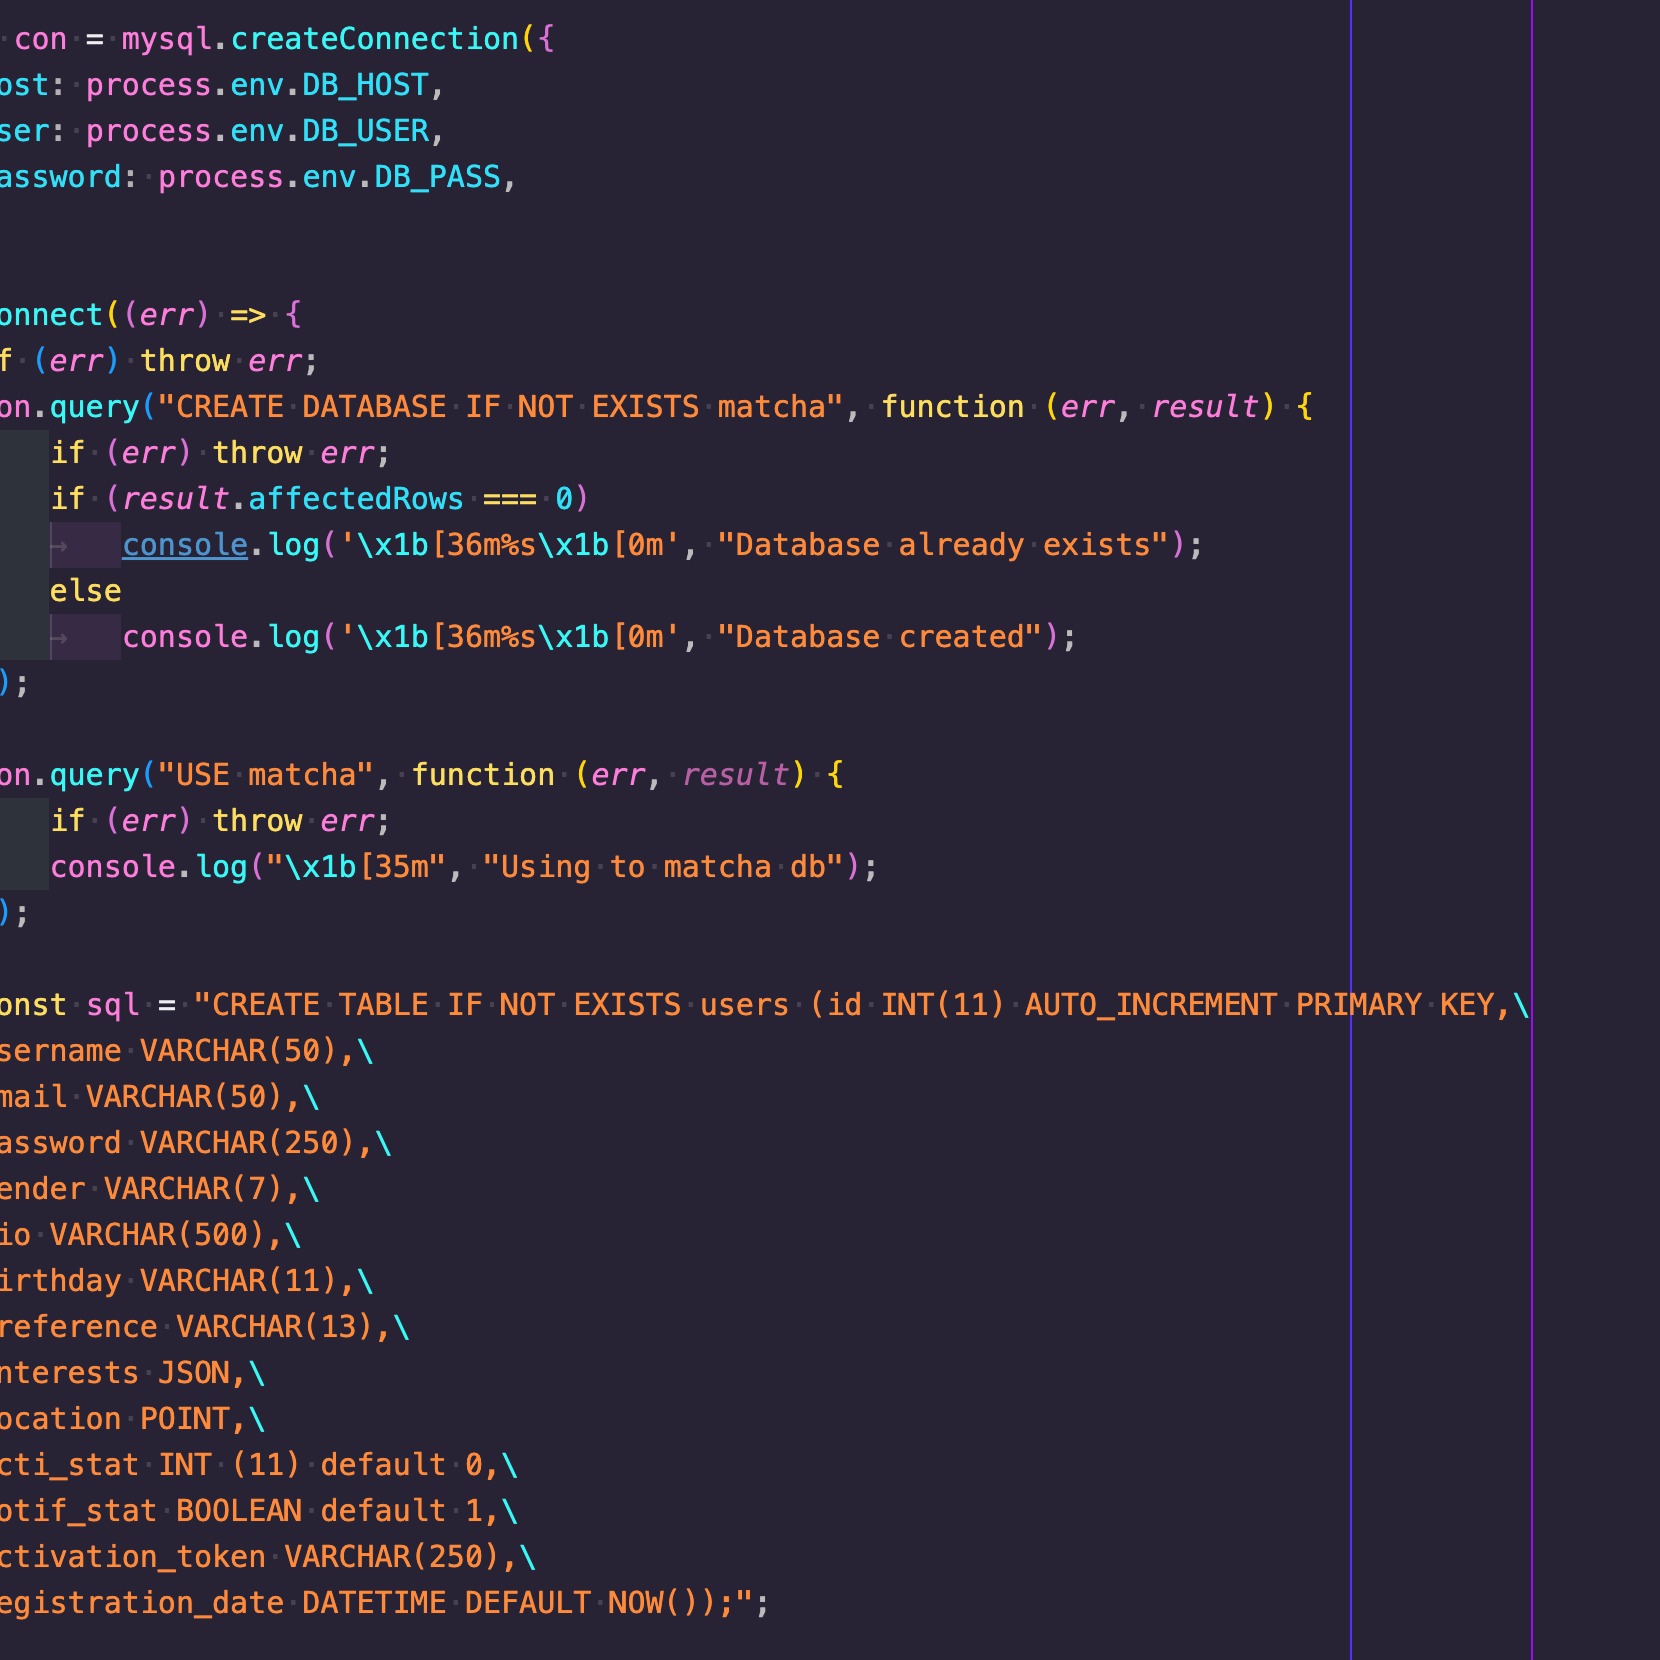 con = mysql.createConnection({
ost: process.env.DB_HOST,
ser: process.env.DB_USER,
assword: process.env.DB_PASS,
onnect((err) => {
f (err) throw err;
on.query("CREATE DATABASE IF NOT EXISTS matcha", function (err, result) {
if (err) throw err;
if (result.affectedRows === 0)
console.log('\x1b[36m%s\x1b[0m', "Database already exists");
else
console.log('\x1b[36m%s\x1b[0m', "Database created");
);
on.query("USE matcha", function (err, result) {
if (err) throw err;
console.log("\x1b[35m", "Using to matcha db");
);
onst sql = "CREATE TABLE IF NOT EXISTS users (id INT(11) AUTO_INCREMENT PRIMARY KEY,\
sername VARCHAR(50),\
mail VARCHAR(50),\
assword VARCHAR(250),\
ender VARCHAR(7),\
io VARCHAR(500),\
irthday VARCHAR(11),\
reference VARCHAR(13),\
nterests JSON,\
ocation POINT,\
cti_stat INT (11) default 0,\
otif_stat BOOLEAN default 1,\
ctivation_token VARCHAR(250),\
egistration_date DATETIME DEFAULT NOW());";